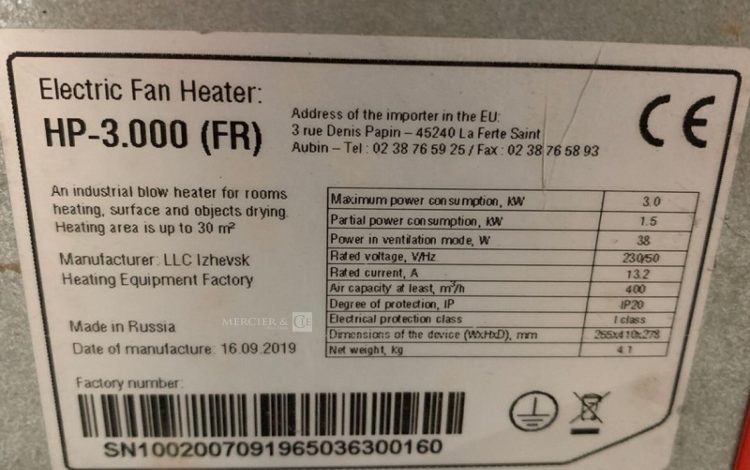 Electric Fan Heater:
HP-3.000 (FR)
Address of the importer in the EU:
3 rue Denis Papin – 45240 La Ferte Saint
Aubin – Tel : 02 38 76 59 25 / Fax : 02 38 76 58 93
CE
An industrial blow heater for rooms
heating, surface and objects drying.
Heating area is up to 30 m²
Manufacturer: LLC Izhevsk
Heating Equipment Factory
Made in Russia
Date of manufacture: 16.09.2019
Maximum power consumption, kW 3.0
Partial power consumption, kW 1.5
Power in ventilation mode, W 38
Rated voltage, V/Hz 230/50
Rated current, A 13.2
Air capacity at least, m³/h 400
Degree of protection, IP IP20
Electrical protection class I class
Dimensions of the device (WxHxD), mm 255x410x278
Net weight, kg 4.1
MERCIER & Co
Factory number:
SN1002007091965036300160